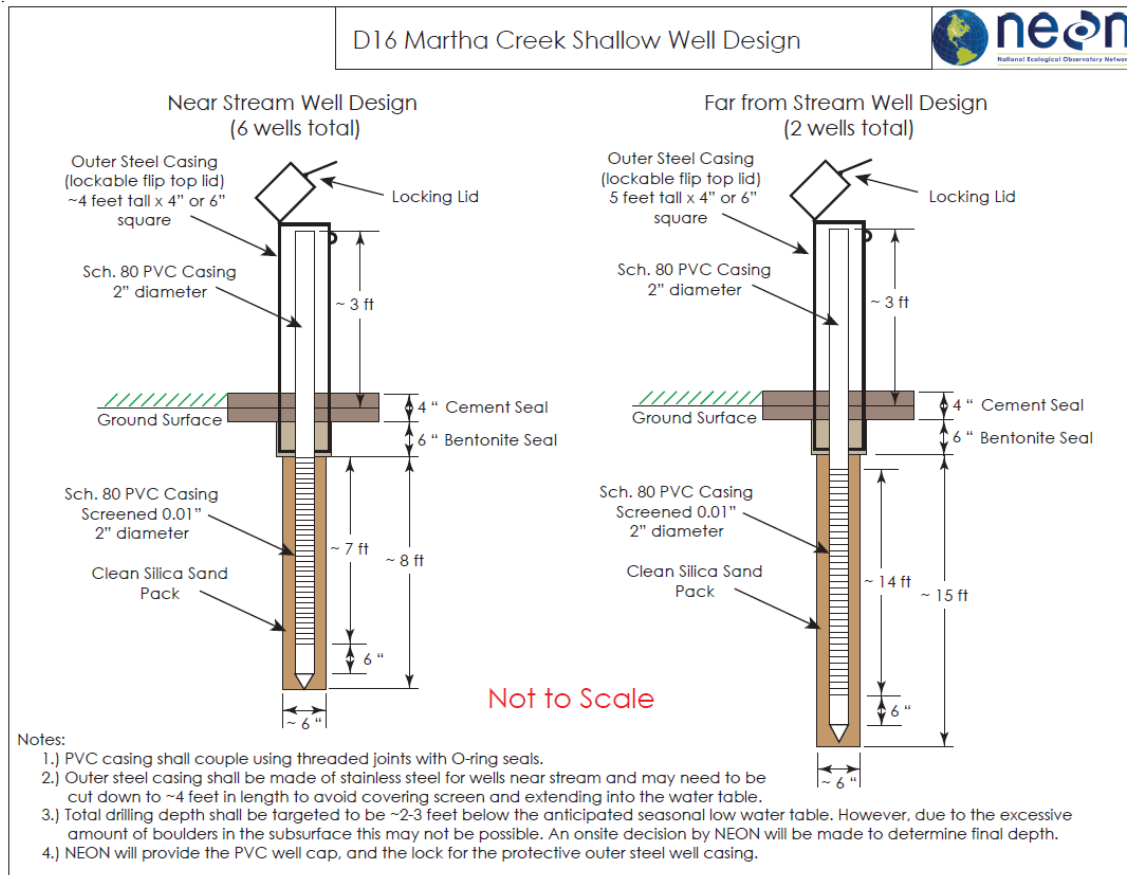 D16 Martha Creek Shallow Well Design
neon
National Ecological Observatory Network
Near Stream Well Design
(6 wells total)
Outer Steel Casing
(lockable flip top lid)
~4 feet tall x 4” or 6”
square
Locking Lid
Sch. 80 PVC Casing
2” diameter
~ 3 ft
Ground Surface
4 “ Cement Seal
6 “ Bentonite Seal
Sch. 80 PVC Casing
Screened 0.01”
2” diameter
~ 7 ft
~ 8 ft
Clean Silica Sand
Pack
6 “
~ 6 “
Far from Stream Well Design
(2 wells total)
Outer Steel Casing
(lockable flip top lid)
5 feet tall x 4” or 6”
square
Locking Lid
Sch. 80 PVC Casing
2” diameter
~ 3 ft
Ground Surface
4 “ Cement Seal
6 “ Bentonite Seal
Sch. 80 PVC Casing
Screened 0.01”
2” diameter
~ 14 ft
~ 15 ft
Clean Silica Sand
Pack
6 “
~ 6 “
Not to Scale
Notes:
1.) PVC casing shall couple using threaded joints with O-ring seals.
2.) Outer steel casing shall be made of stainless steel for wells near stream and may need to be
cut down to ~4 feet in length to avoid covering screen and extending into the water table.
3.) Total drilling depth shall be targeted to be ~2-3 feet below the anticipated seasonal low water table. However, due to the excessive
amount of boulders in the subsurface this may not be possible. An onsite decision by NEON will be made to determine final depth.
4.) NEON will provide the PVC well cap, and the lock for the protective outer steel well casing.